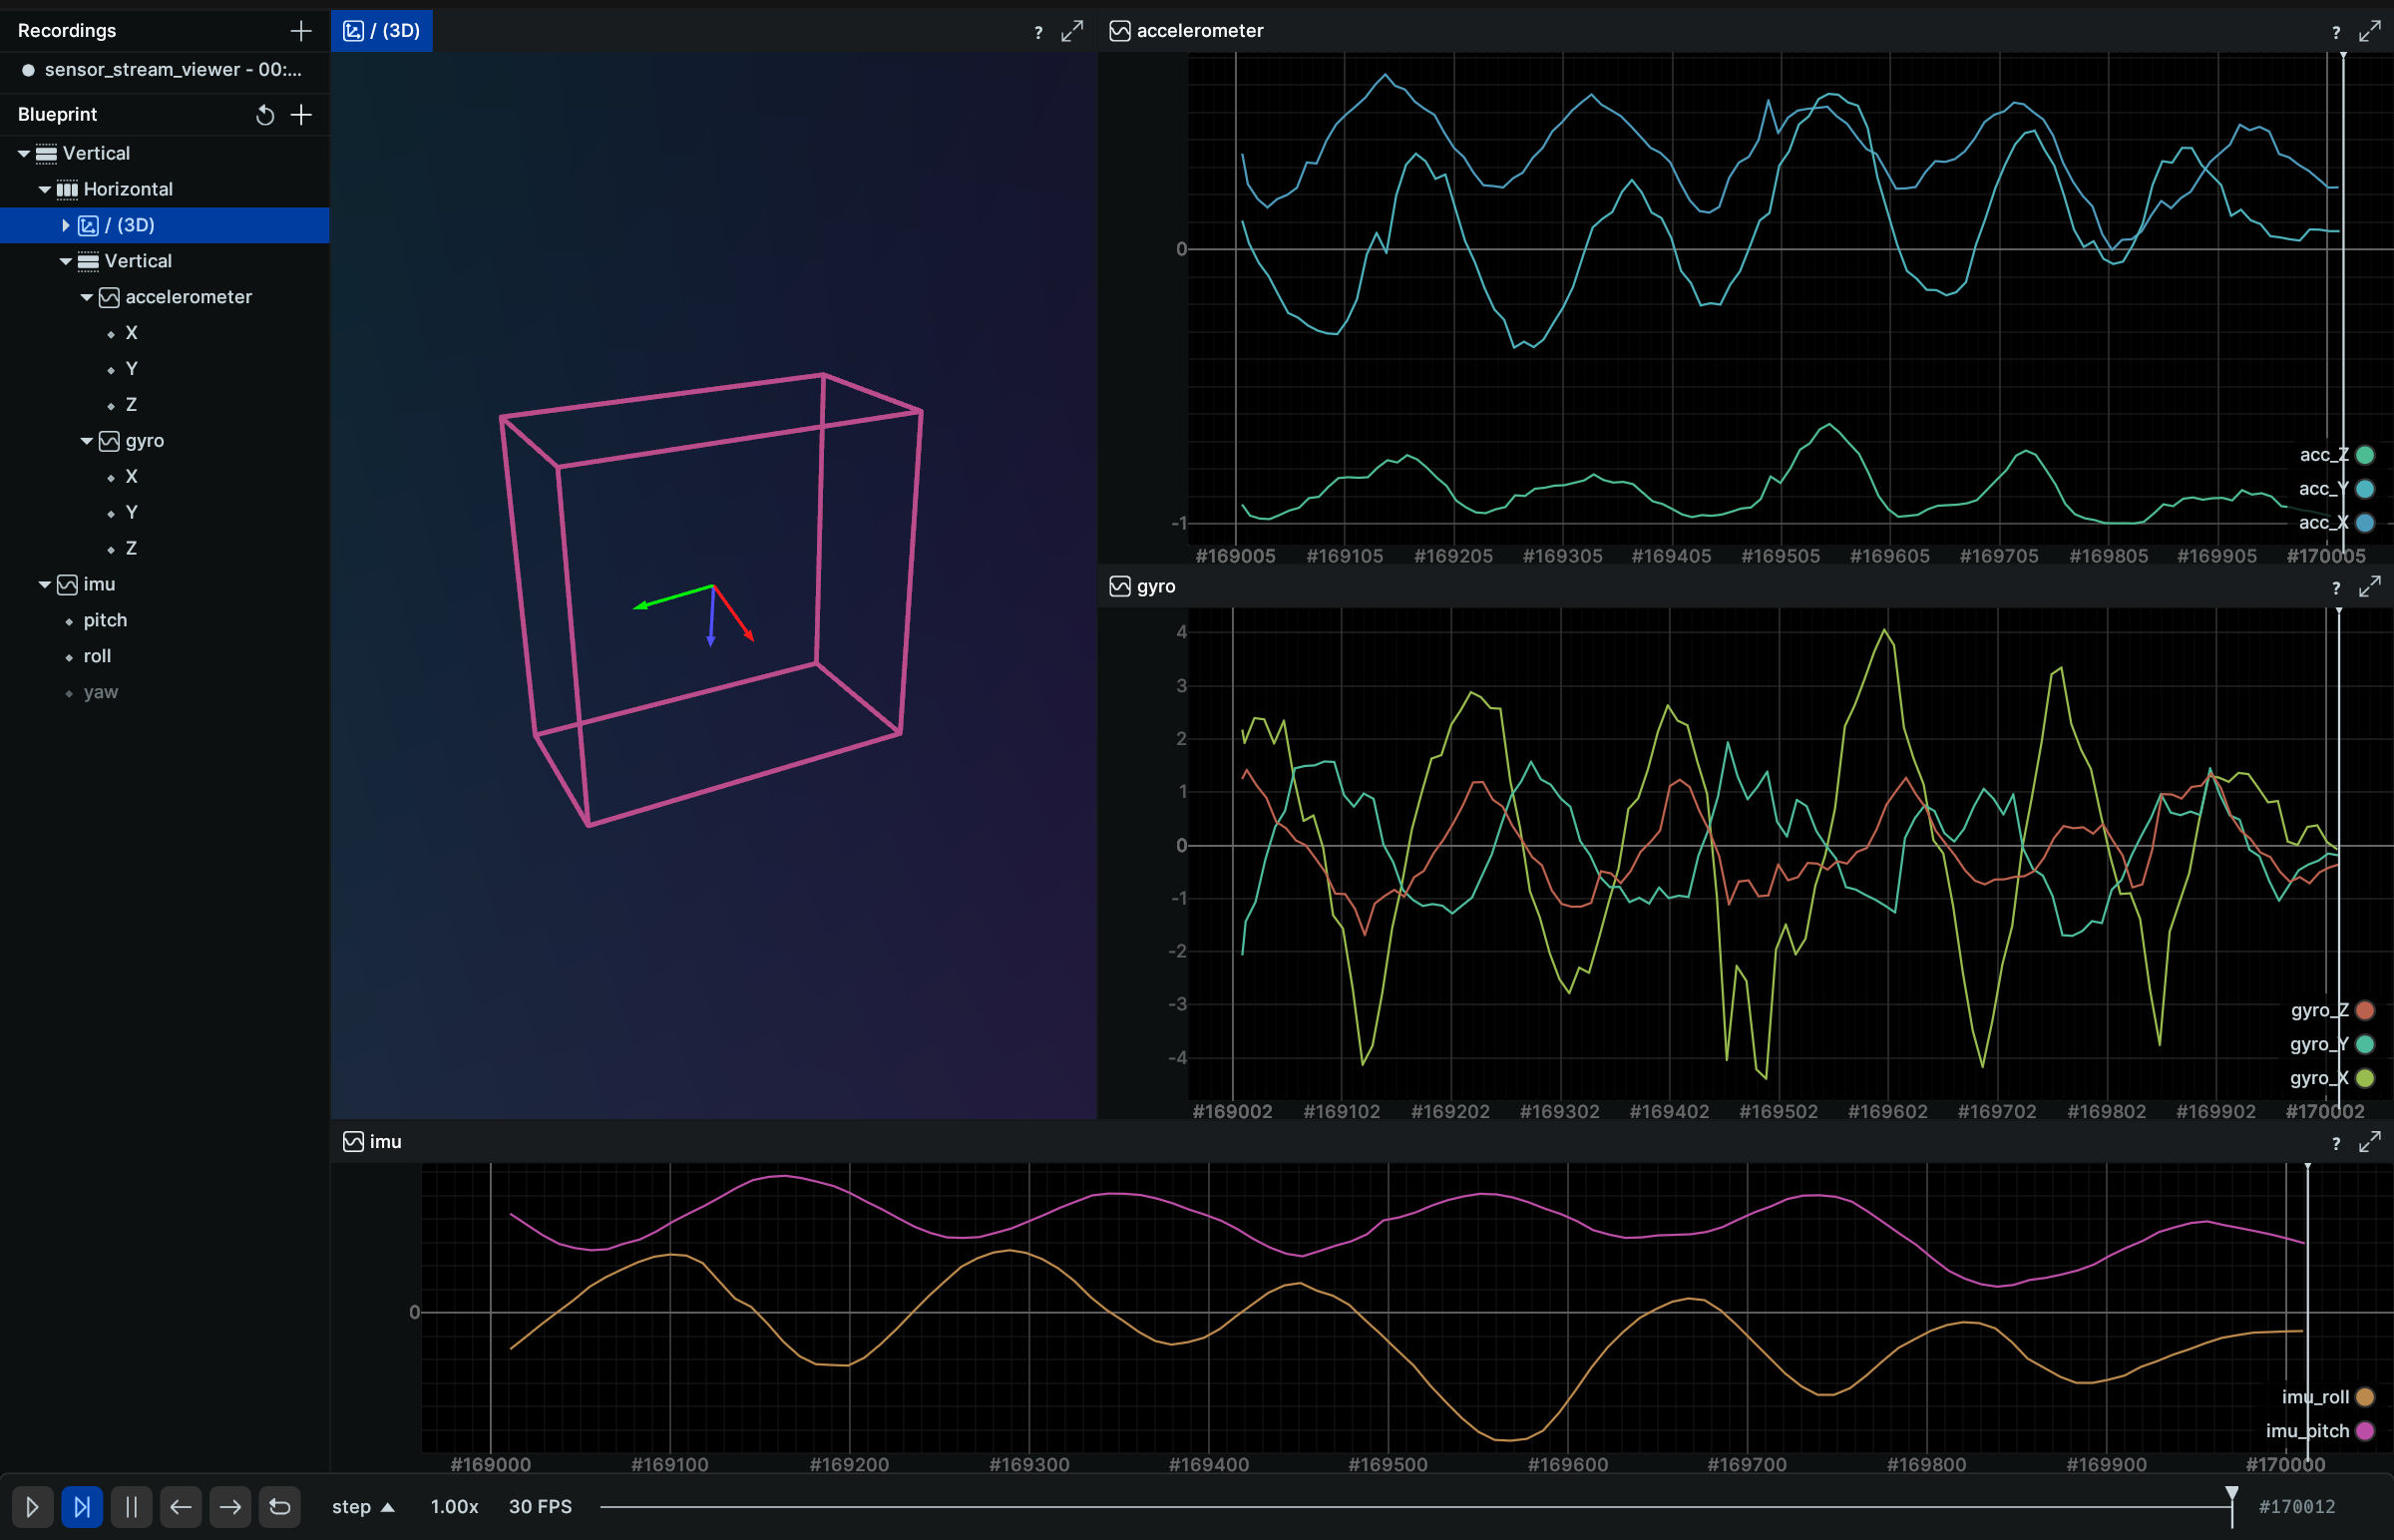 Recordings
sensor_stream_viewer - 00:...
Blueprint
Vertical
Horizontal
/ (3D)
Vertical
accelerometer
X
Y
Z
gyro
X
Y
Z
imu
pitch
roll
yaw
/ (3D)
?
accelerometer
?
0
-1
acc_Z
acc_Y
acc_X
#169005 #169105 #169205 #169305 #169405 #169505 #169605 #169705 #169805 #169905 #170005
gyro
?
4
3
2
1
0
-1
-2
-3
-4
gyro_Z
gyro_Y
gyro_X
#169002 #169102 #169202 #169302 #169402 #169502 #169602 #169702 #169802 #169902 #170002
imu
?
0
imu_roll
imu_pitch
#169000 #169100 #169200 #169300 #169400 #169500 #169600 #169700 #169800 #169900 #170000
step 1.00x 30 FPS #170012